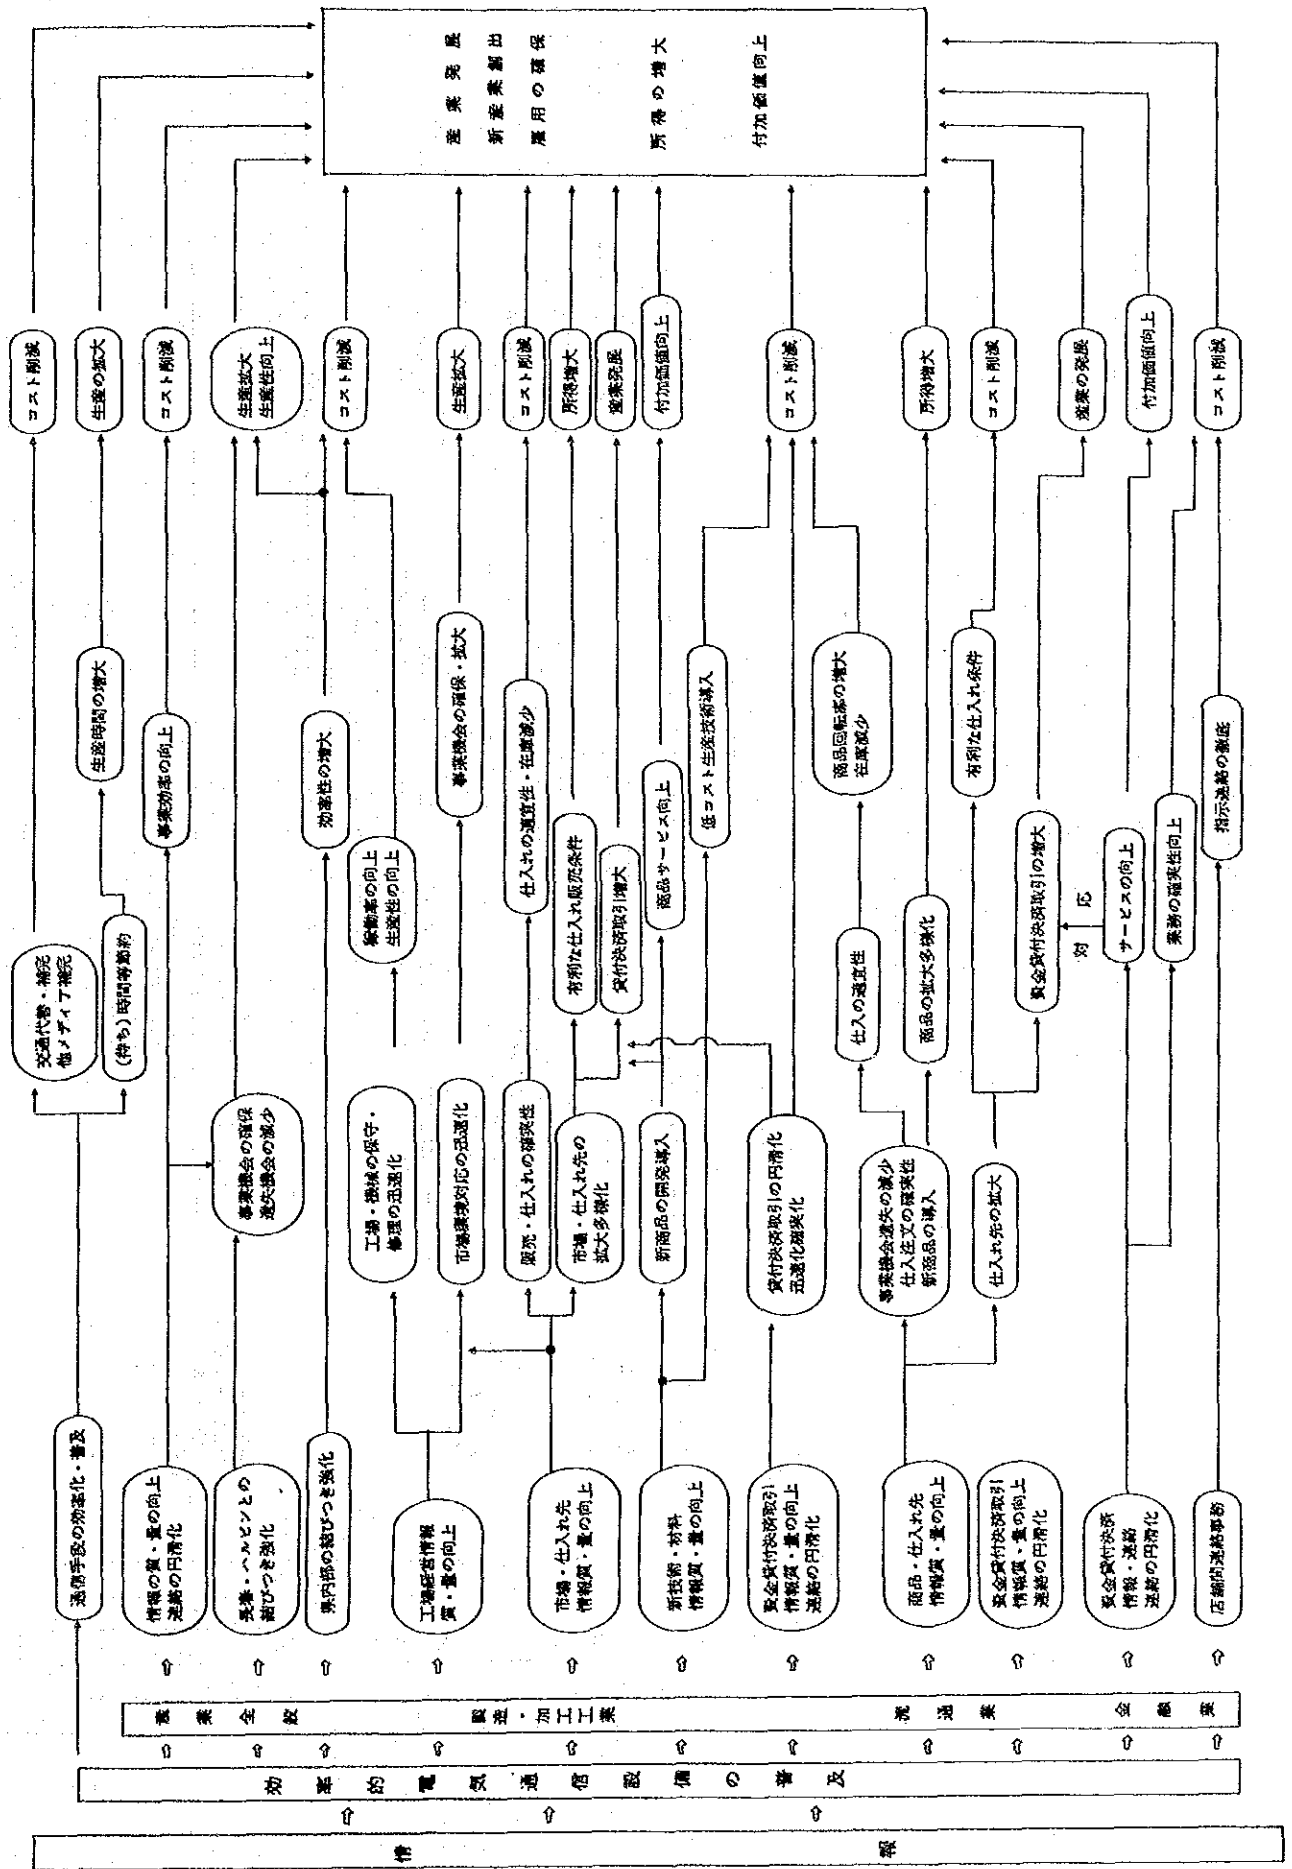 情報
効率的電気通信設備の普及
産業全般
製造・加工工業
流通業
金融業
通信手段の効率化・普及
情報の質・量の向上
連絡の円滑化
長春・ハルビンとの
結びつき強化
県内部の結びつき強化
工場経営情報
質・量の向上
市場・仕入れ先
情報質・量の向上
新技術・材料
情報質・量の向上
資金貸付決済取引
情報質・量の向上
連絡の円滑化
商品・仕入れ先
情報質・量の向上
資金貸付決済取引
情報質・量の向上
連絡の円滑化
資金貸付決済
情報・連絡
連絡の円滑化
店舗間連絡事務
交通代替・補完
他メディア補完
(待ち)時間等節約
事業機会の確保
遺失機会の減少
工場・機械の保守・
修理の迅速化
市場環境対応の迅速化
販売・仕入れの確実性
市場・仕入れ先の
拡大多様化
新商品の開発導入
貸付決済取引の円滑化
迅速化確実化
事業機会遺失の減少
仕入注文の確実性
新商品の導入
仕入れ先の拡大
生産時間の増大
事業効率の向上
効率性の増大
稼働率の向上
生産性の向上
事業機会の確保・拡大
仕入れの適宜性・在庫減少
有利な仕入れ販売条件
貸付決済取引増大
商品サービス向上
低コスト生産技術導入
仕入の適宜性
商品回転率の増大
在庫減少
商品の拡大多様化
有利な仕入れ条件
資金貸付決済取引の増大
対応
サービスの向上
業務の確実性向上
指示連絡の徹底
コスト削減
生産の拡大
コスト削減
生産拡大
生産性向上
コスト削減
生産拡大
コスト削減
所得増大
産業発展
付加価値向上
コスト削減
所得増大
コスト削減
産業の発展
付加価値向上
コスト削減
産業発展
新産業創出
雇用の確保
所得の増大
付加価値向上